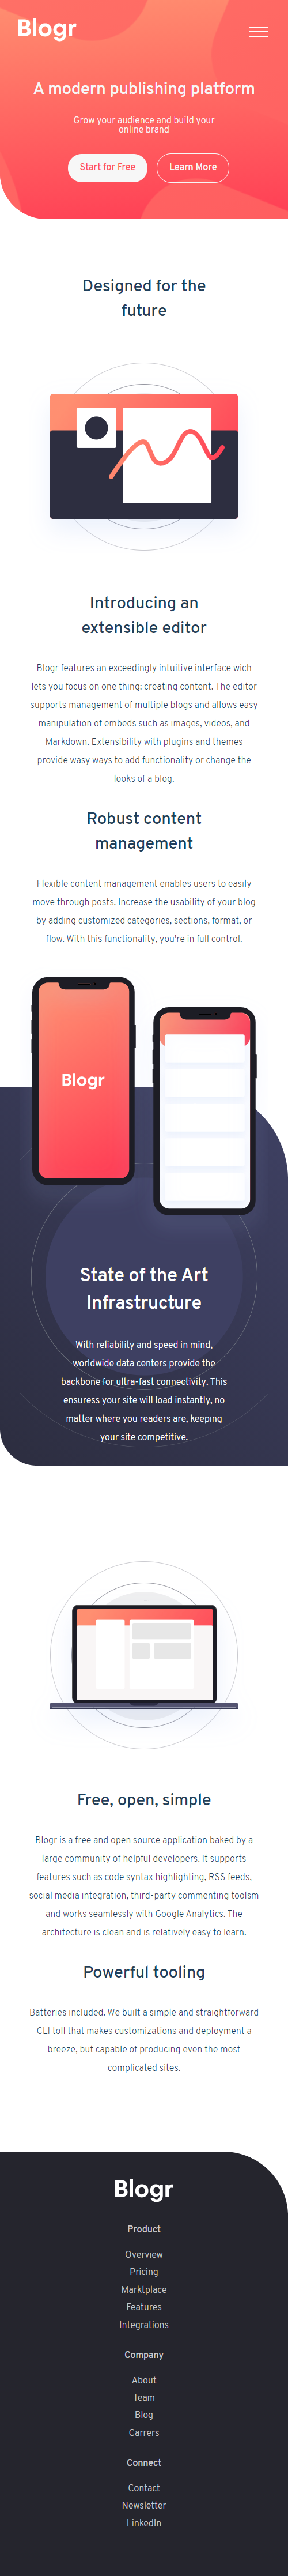 Blogr
A modern publishing platform
Grow your audience and build your
online brand
Start for Free
Learn More
Designed for the
future
Introducing an
extensible editor
Blogr features an exceedingly intuitive interface wich
lets you focus on one thing: creating content. The editor
supports management of multiple blogs and allows easy
manipulation of embeds such as images, videos, and
Markdown. Extensibility with plugins and themes
provide wasy ways to add functionality or change the
looks of a blog.
Robust content
management
Flexible content management enables users to easily
move through posts. Increase the usability of your blog
by adding customized categories, sections, format, or
flow. With this functionality, you're in full control.
Blogr
State of the Art
Infrastructure
With reliability and speed in mind,
worldwide data centers provide the
backbone for ultra-fast connectivity. This
ensuress your site will load instantly, no
matter where you readers are, keeping
your site competitive.
Free, open, simple
Blogr is a free and open source application baked by a
large community of helpful developers. It supports
features such as code syntax highlighting, RSS feeds,
social media integration, third-party commenting toolsm
and works seamlessly with Google Analytics. The
architecture is clean and is relatively easy to learn.
Powerful tooling
Batteries included. We built a simple and straightforward
CLI toll that makes customizations and deployment a
breeze, but capable of producing even the most
complicated sites.
Blogr
Product
Overview
Pricing
Marktplace
Features
Integrations
Company
About
Team
Blog
Carrers
Connect
Contact
Newsletter
LinkedIn